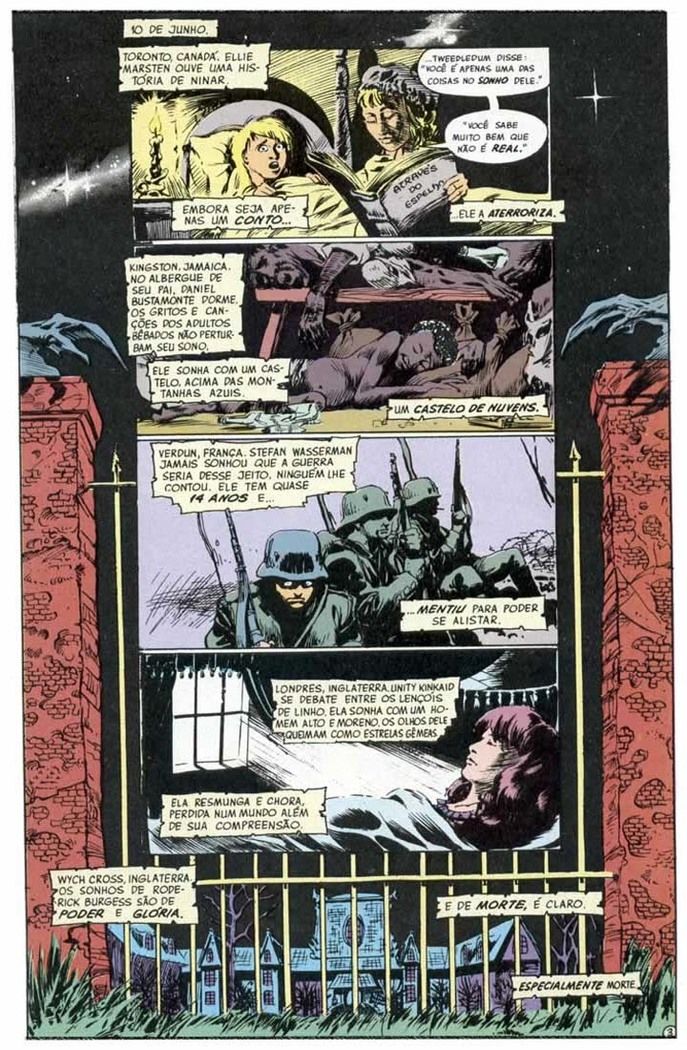 10 DE JUNHO.
TORONTO, CANADÁ. ELLIE
MARSTEN OUVE UMA HIS-
TÓRIA DE NINAR.
...TWEEDLEDUM DISSE:
"VOCÊ É APENAS UMA DAS
COISAS NO SONHO DELE."
"VOCÊ SABE
MUITO BEM QUE
NÃO É REAL."
ATRAVÉS
DO
ESPELHO
EMBORA SEJA APE-
NAS UM CONTO...
...ELE A ATERRORIZA.
KINGSTON, JAMAICA.
NO ALBERGUE DE
SEU PAI, DANIEL
BUSTAMONTE DORME.
OS GRITOS E CAN-
ÇÕES DOS ADULTOS
BÊBADOS NÃO PERTUR-
BAM SEU SONO.
ELE SONHA COM UM CAS-
TELO, ACIMA DAS MON-
TANHAS AZUIS.
UM CASTELO DE NUVENS.
VERDUN, FRANÇA. STEFAN WASSERMAN
JAMAIS SONHOU QUE A GUERRA
SERIA DESSE JEITO, NINGUÉM LHE
CONTOU. ELE TEM QUASE
14 ANOS E...
...MENTIU PARA PODER
SE ALISTAR.
LONDRES, INGLATERRA. UNITY KINKAID
SE DEBATE ENTRE OS LENÇÓIS
DE LINHO, ELA SONHA COM UM HO-
MEM ALTO E MORENO, OS OLHOS DELE
QUEIMAM COMO ESTRELAS GÊMEAS.
ELA RESMUNGA E CHORA,
PERDIDA NUM MUNDO ALÉM
DE SUA COMPREENSÃO.
WYCH CROSS, INGLATERRA.
OS SONHOS DE RODE-
RICK BURGESS SÃO DE
PODER E GLÓRIA.
E DE MORTE, É CLARO.
ESPECIALMENTE MORTE.
3